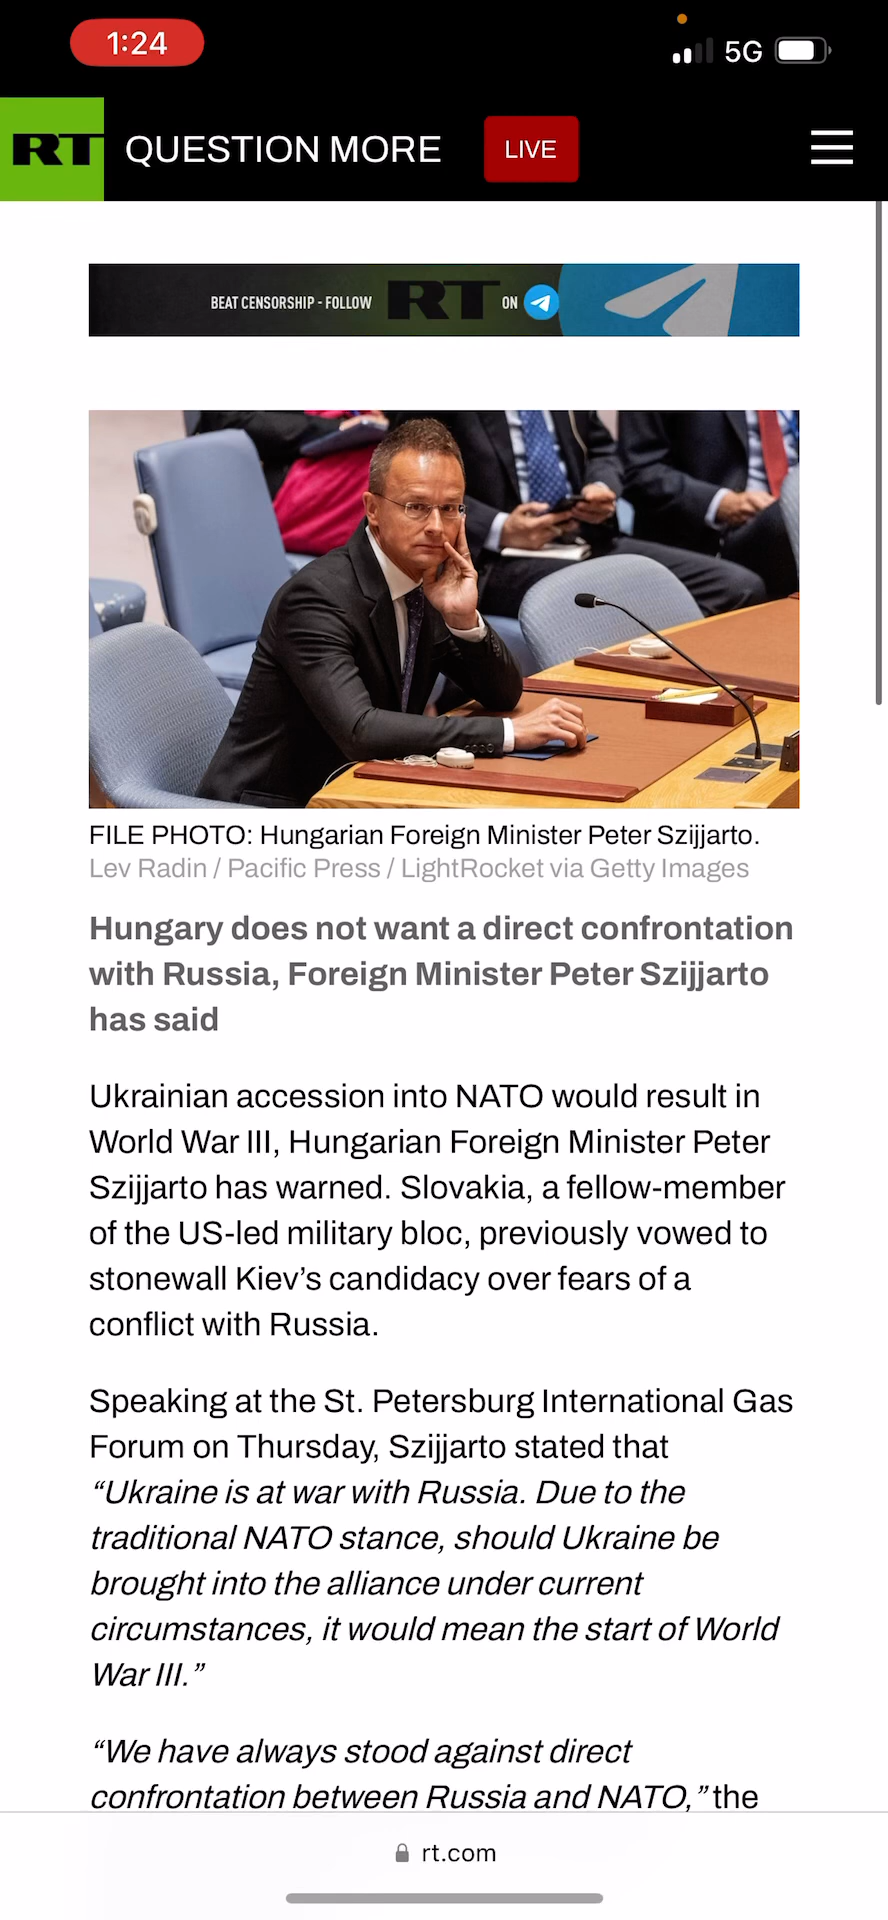 1:24
5G
RT QUESTION MORE LIVE
BEAT CENSORSHIP - FOLLOW RT ON
FILE PHOTO: Hungarian Foreign Minister Peter Szijjarto.
Lev Radin / Pacific Press / LightRocket via Getty Images
Hungary does not want a direct confrontation
with Russia, Foreign Minister Peter Szijjarto
has said
Ukrainian accession into NATO would result in
World War III, Hungarian Foreign Minister Peter
Szijjarto has warned. Slovakia, a fellow-member
of the US-led military bloc, previously vowed to
stonewall Kiev’s candidacy over fears of a
conflict with Russia.
Speaking at the St. Petersburg International Gas
Forum on Thursday, Szijjarto stated that
“Ukraine is at war with Russia. Due to the
traditional NATO stance, should Ukraine be
brought into the alliance under current
circumstances, it would mean the start of World
War III.”
“We have always stood against direct
confrontation between Russia and NATO,” the
rt.com